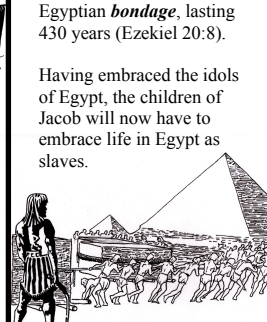 Egyptian bondage, lasting
430 years (Ezekiel 20:8).
Having embraced the idols
of Egypt, the children of
Jacob will now have to
embrace life in Egypt as
slaves.